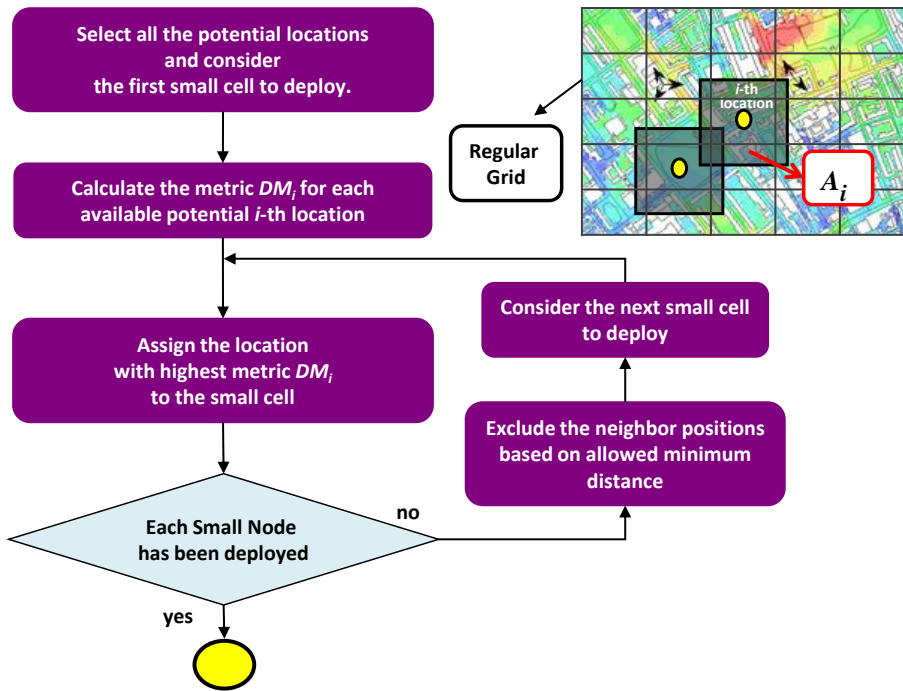 Select all the potential locations
and consider
the first small cell to deploy.
Calculate the metric DMi for each
available potential i-th location
Assign the location
with highest metric DMi
to the small cell
Each Small Node
has been deployed
no
yes
Exclude the neighbor positions
based on allowed minimum
distance
Consider the next small cell
to deploy
Regular
Grid
i-th
location
Ai